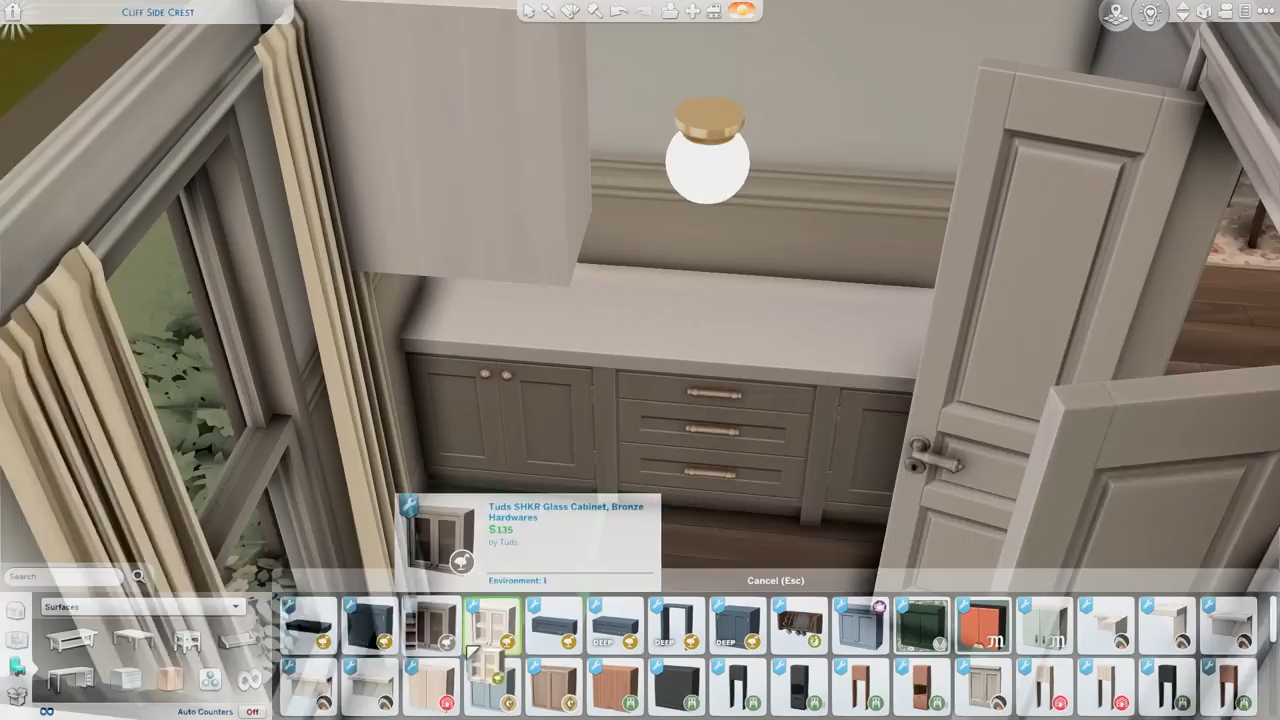 CLIFF SIDE CREST
Tuds SHKR Glass Cabinet, Bronze
Hardwares
$135
by Tuds
Environment: 1
Search
Cancel (Esc)
Surfaces
DEEP
DEEP
DEEP
m
m
Auto Counters
Off